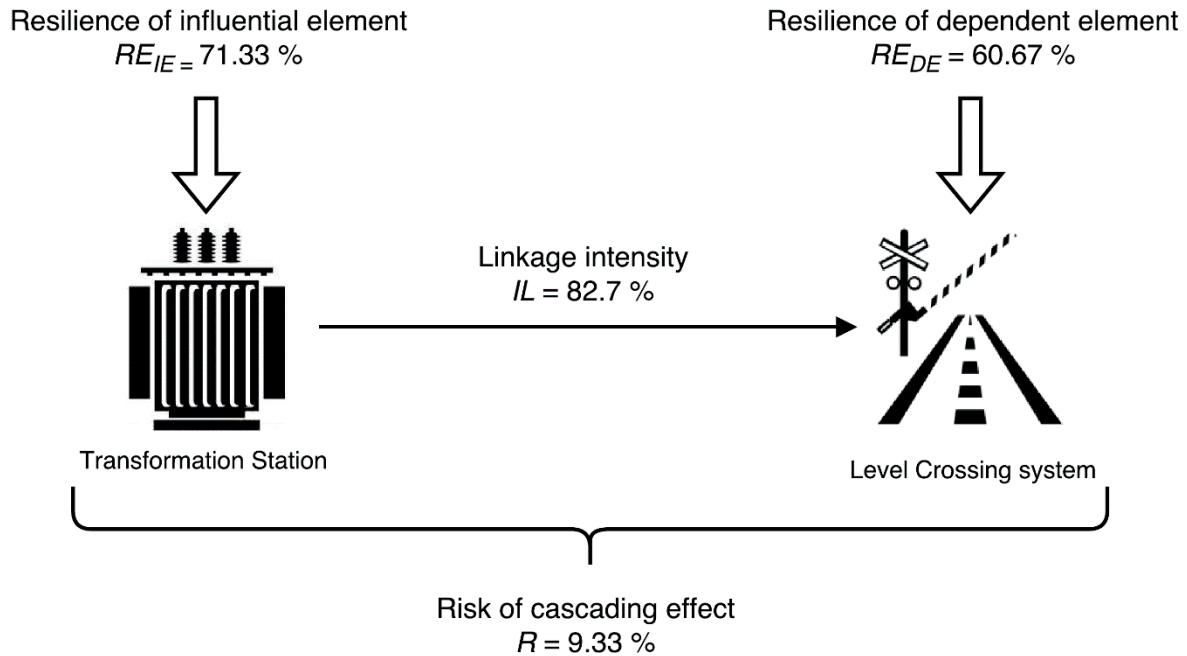 Resilience of influential element
RE_IE = 71.33 %
Resilience of dependent element
RE_DE = 60.67 %
Linkage intensity
IL = 82.7 %
Transformation Station
Level Crossing system
Risk of cascading effect
R = 9.33 %